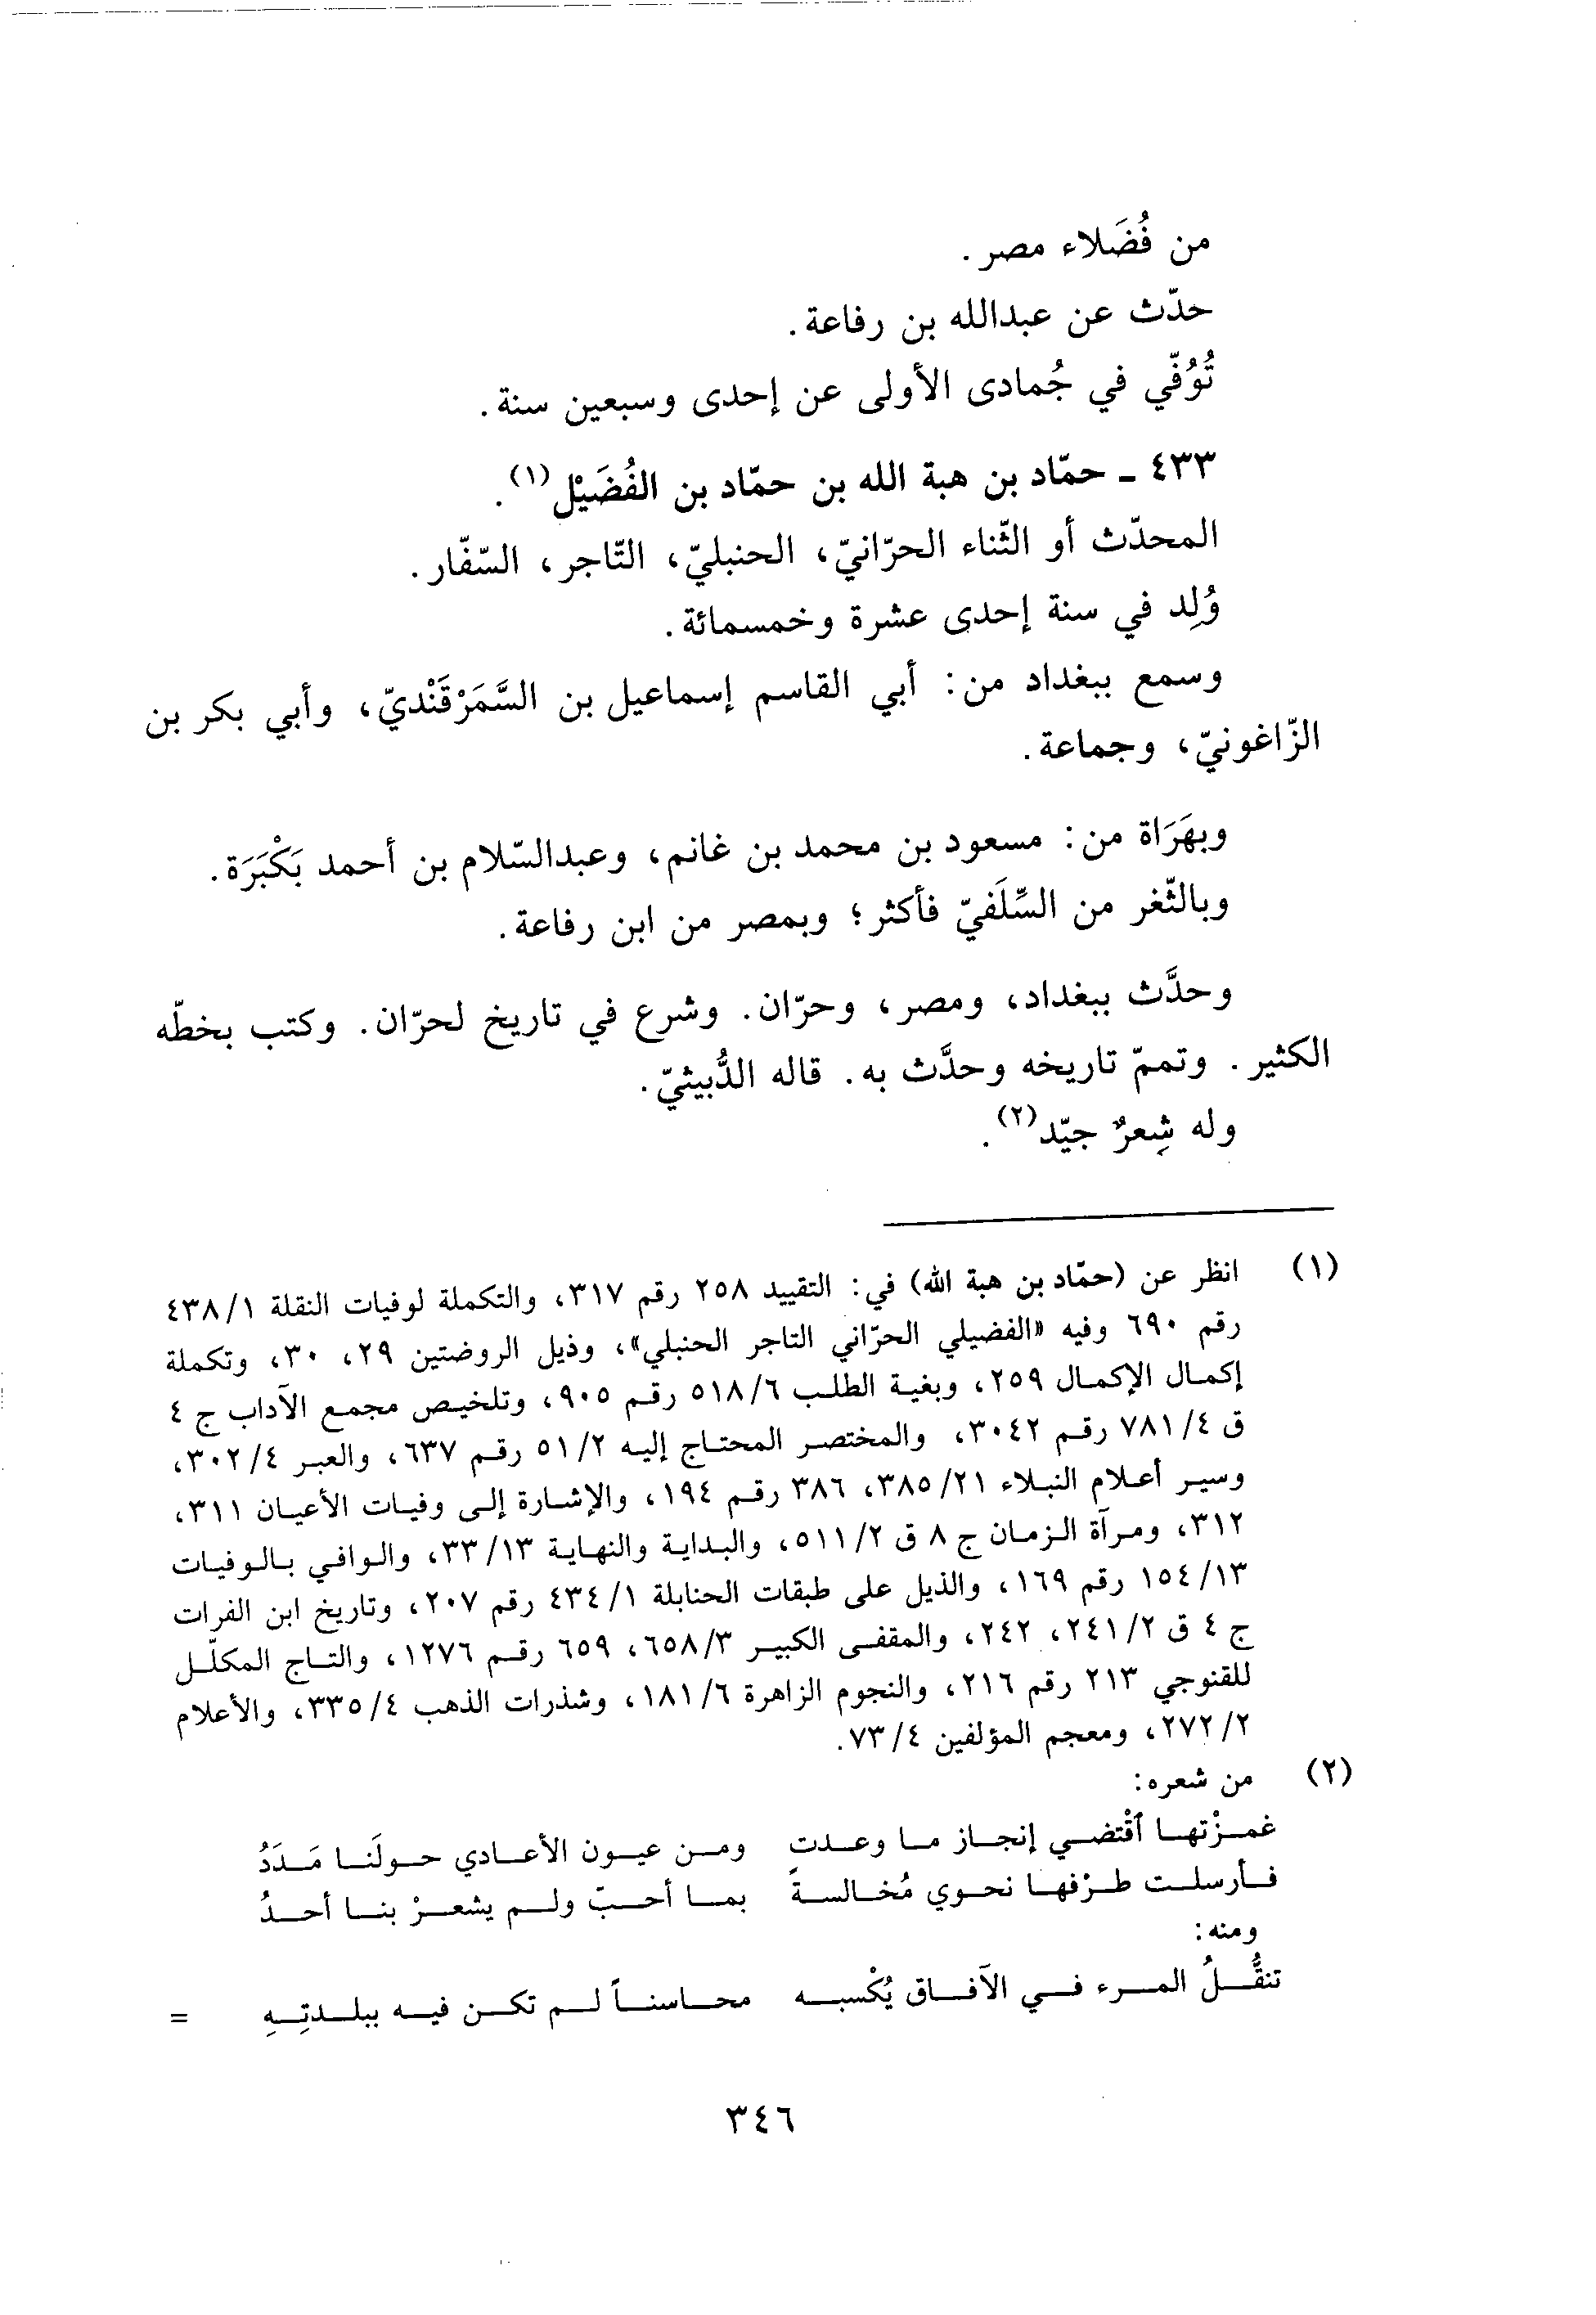 من فُضَلاء مصر.
حدّث عن عبدالله بن رفاعة.
تُوُفّي في جُمادى الأولى عن إحدى وسبعين سنة.
٤٣٣ ـ حمّاد بن هبة الله بن حمّاد بن الفُضَيْل(١).
المحدّث أو الثّناء الحرّانيّ، الحنبليّ، التّاجر، السّفّار.
وُلِد في سنة إحدى عشرة وخمسمائة.
وسمع ببغداد من: أبي القاسم إسماعيل بن السَّمَرْقَنْديّ، وأبي بكر بن
الزّاغونيّ، وجماعة.
وبهَرَاة من: مسعود بن محمد بن غانم، وعبدالسّلام بن أحمد بَكْبَرَة.
وبالثّغر من السِّلَفيّ فأكثر؛ وبمصر من ابن رفاعة.
وحدَّث ببغداد، ومصر، وحرّان. وشرع في تاريخ لحرّان. وكتب بخطّه
الكثير. وتممّ تاريخه وحدَّث به. قاله الدُّبيثيّ.
وله شِعرٌ جيّد(٢).
(١) انظر عن (حمّاد بن هبة الله) في: التقييد ٢٥٨ رقم ٣١٧، والتكملة لوفيات النقلة ٤٣٨/١
رقم ٦٩٠ وفيه «الفضيلي الحرّاني التاجر الحنبلي»، وذيل الروضتين ٢٩، ٣٠، وتكملة
إكمال الإكمال ٢٥٩، وبغية الطلب ٥١٨/٦ رقم ٩٠٥، وتلخيص مجمع الآداب ج ٤
ق ٧٨١/٤ رقم ٣٠٤٢، والمختصر المحتاج إليه ٥١/٢ رقم ٦٣٧، والعبر ٣٠٢/٤،
وسير أعلام النبلاء ٣٨٥/٢١، ٣٨٦ رقم ١٩٤، والإشارة إلى وفيات الأعيان ٣١١،
٣١٢، ومرآة الزمان ج ٨ ق ٥١١/٢، والبداية والنهاية ٣٣/١٣، والوافي بالوفيات
١٥٤/١٣ رقم ١٦٩، والذيل على طبقات الحنابلة ٤٣٤/١ رقم ٢٠٧، وتاريخ ابن الفرات
ج ٤ ق ٢٤١/٢، ٢٤٢، والمقفى الكبير ٦٥٨/٣، ٦٥٩ رقم ١٢٧٦، والتاج المكلّل
للقنوجي ٢١٣ رقم ٢١٦، والنجوم الزاهرة ١٨١/٦، وشذرات الذهب ٣٣٥/٤، والأعلام
٢٧٢/٢، ومعجم المؤلفين ٧٣/٤.
(٢) من شعره:
غمزْتها ٱقْتضي إنجاز ما وعدت ومن عيون الأعادي حولَنا مَدَدُ
فأرسلت طرْفها نحوي مُخالسةً بما أحبّ ولم يشعرْ بنا أحدُ
ومنه:
تنقُّلُ المرء في الآفاق يُكْسبه محاسناً لم تكن فيه ببلدتِهِ =
٣٤٦